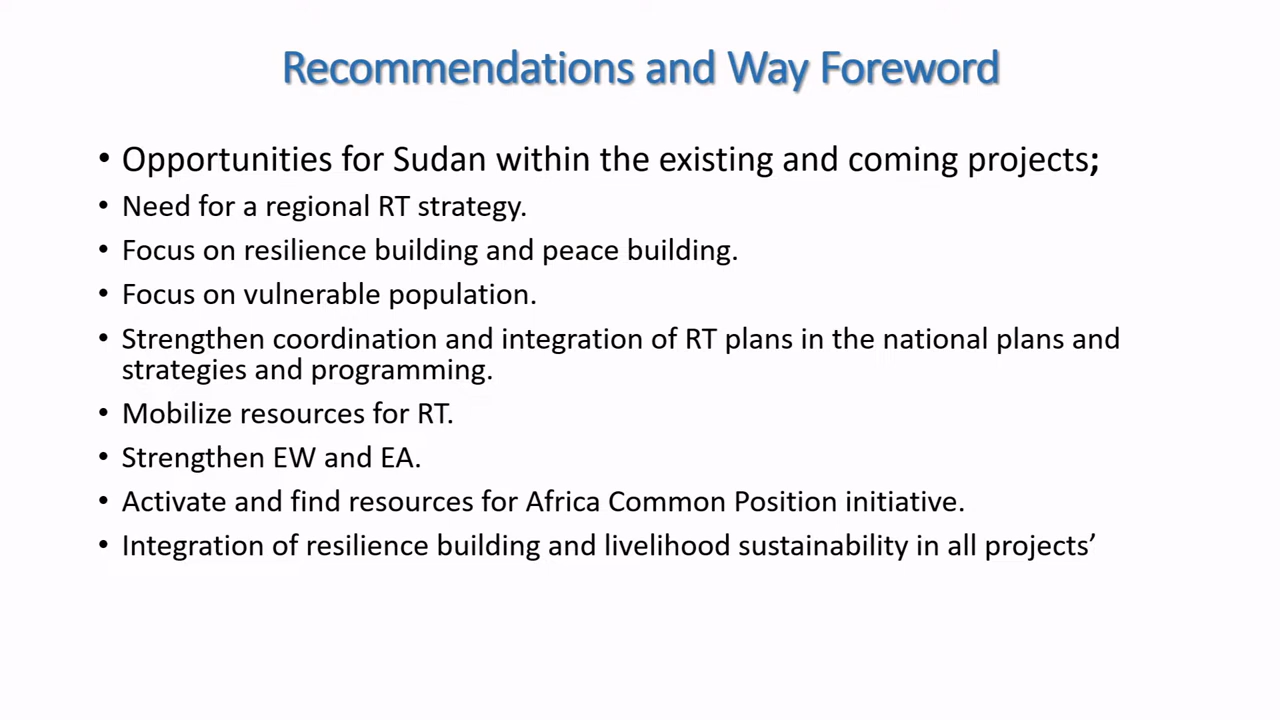 Recommendations and Way Foreword
• Opportunities for Sudan within the existing and coming projects;
• Need for a regional RT strategy.
• Focus on resilience building and peace building.
• Focus on vulnerable population.
• Strengthen coordination and integration of RT plans in the national plans and
strategies and programming.
• Mobilize resources for RT.
• Strengthen EW and EA.
• Activate and find resources for Africa Common Position initiative.
• Integration of resilience building and livelihood sustainability in all projects’